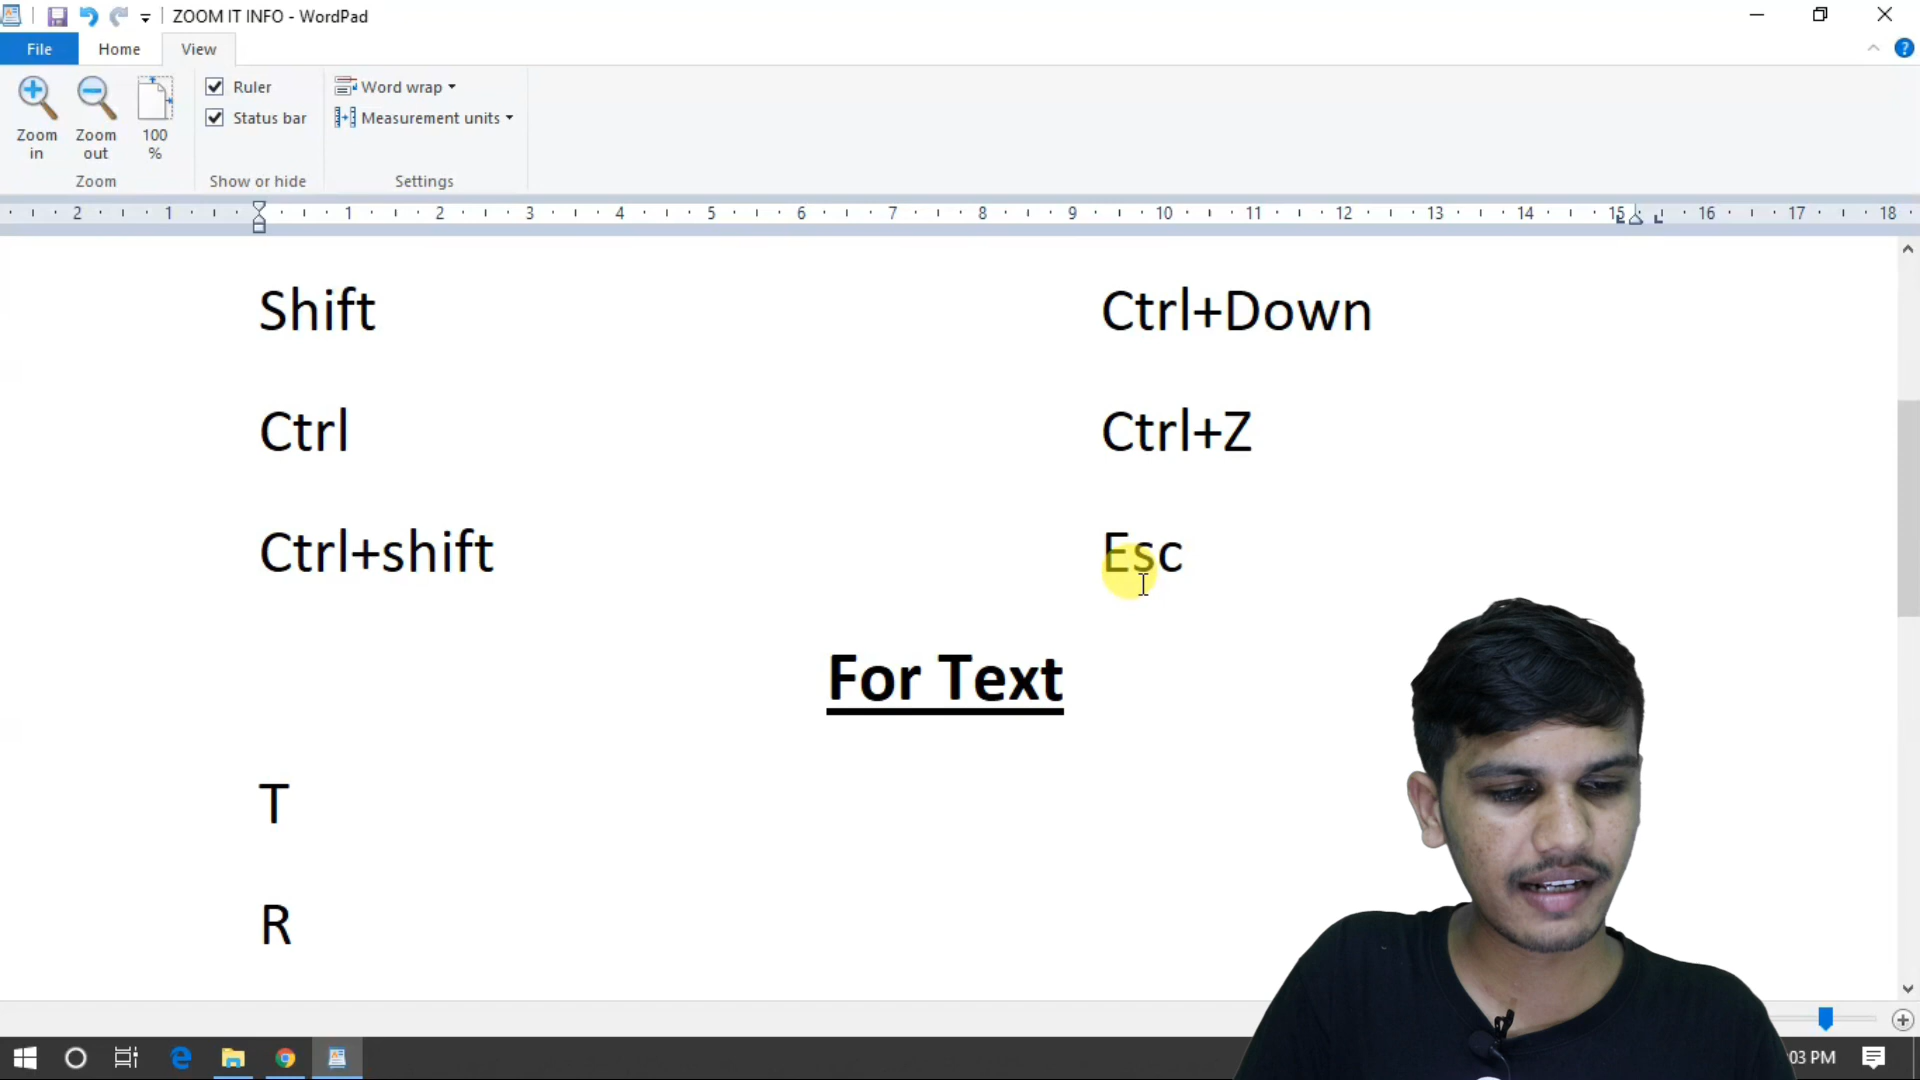 ZOOM IT INFO - WordPad
File Home View
Zoom in
Zoom out
100 %
Ruler
Status bar
Word wrap
Measurement units
Zoom
Show or hide
Settings
2 1 1 2 3 4 5 6 7 8 9 10 11 12 13 14 15 16 17 18
Shift Ctrl+Down
Ctrl Ctrl+Z
Ctrl+shift Esc
For Text
T
R
03 PM